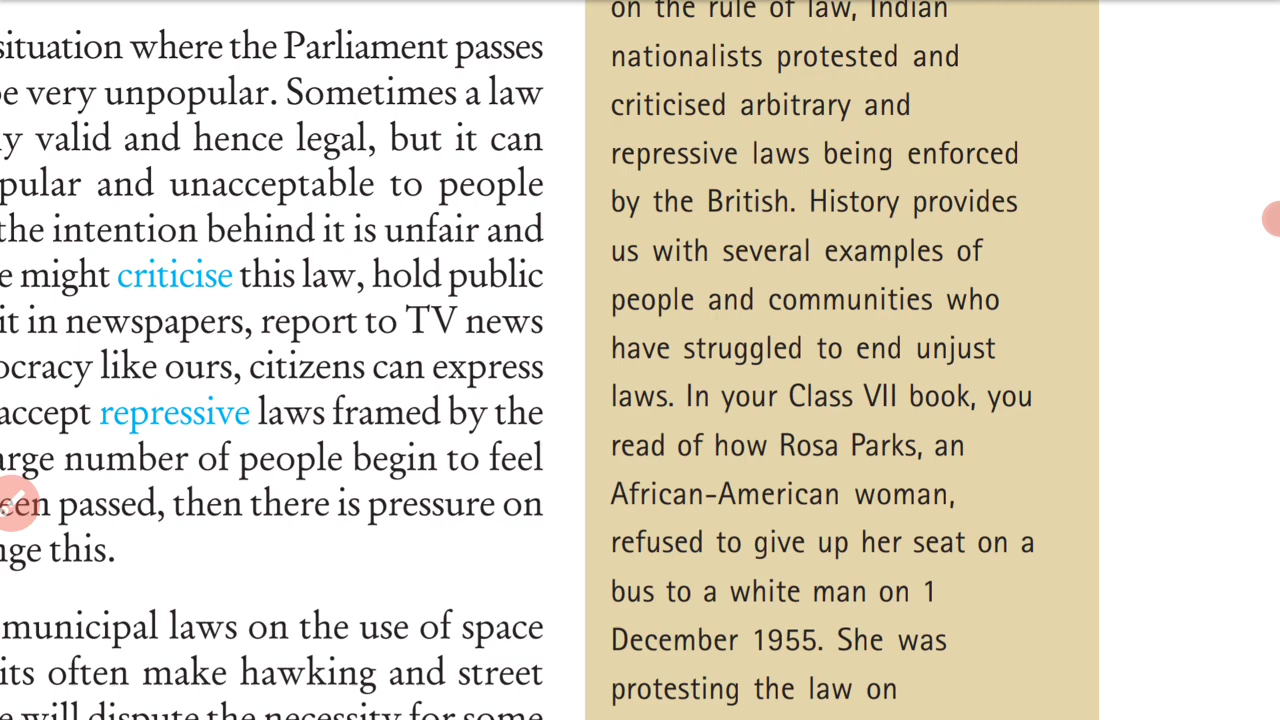 situation where the Parliament passes
very unpopular. Sometimes a law
valid and hence legal, but it can
and unacceptable to people
the intention behind it is unfair and
might criticise this law, hold public
it in newspapers, report to TV news
like ours, citizens can express
accept repressive laws framed by the
number of people begin to feel
passed, then there is pressure on
this.
municipal laws on the use of space
often make hawking and street
will dispute the necessity for some
on the rule of law, Indian
nationalists protested and
criticised arbitrary and
repressive laws being enforced
by the British. History provides
us with several examples of
people and communities who
have struggled to end unjust
laws. In your Class VII book, you
read of how Rosa Parks, an
African-American woman,
refused to give up her seat on a
bus to a white man on 1
December 1955. She was
protesting the law on